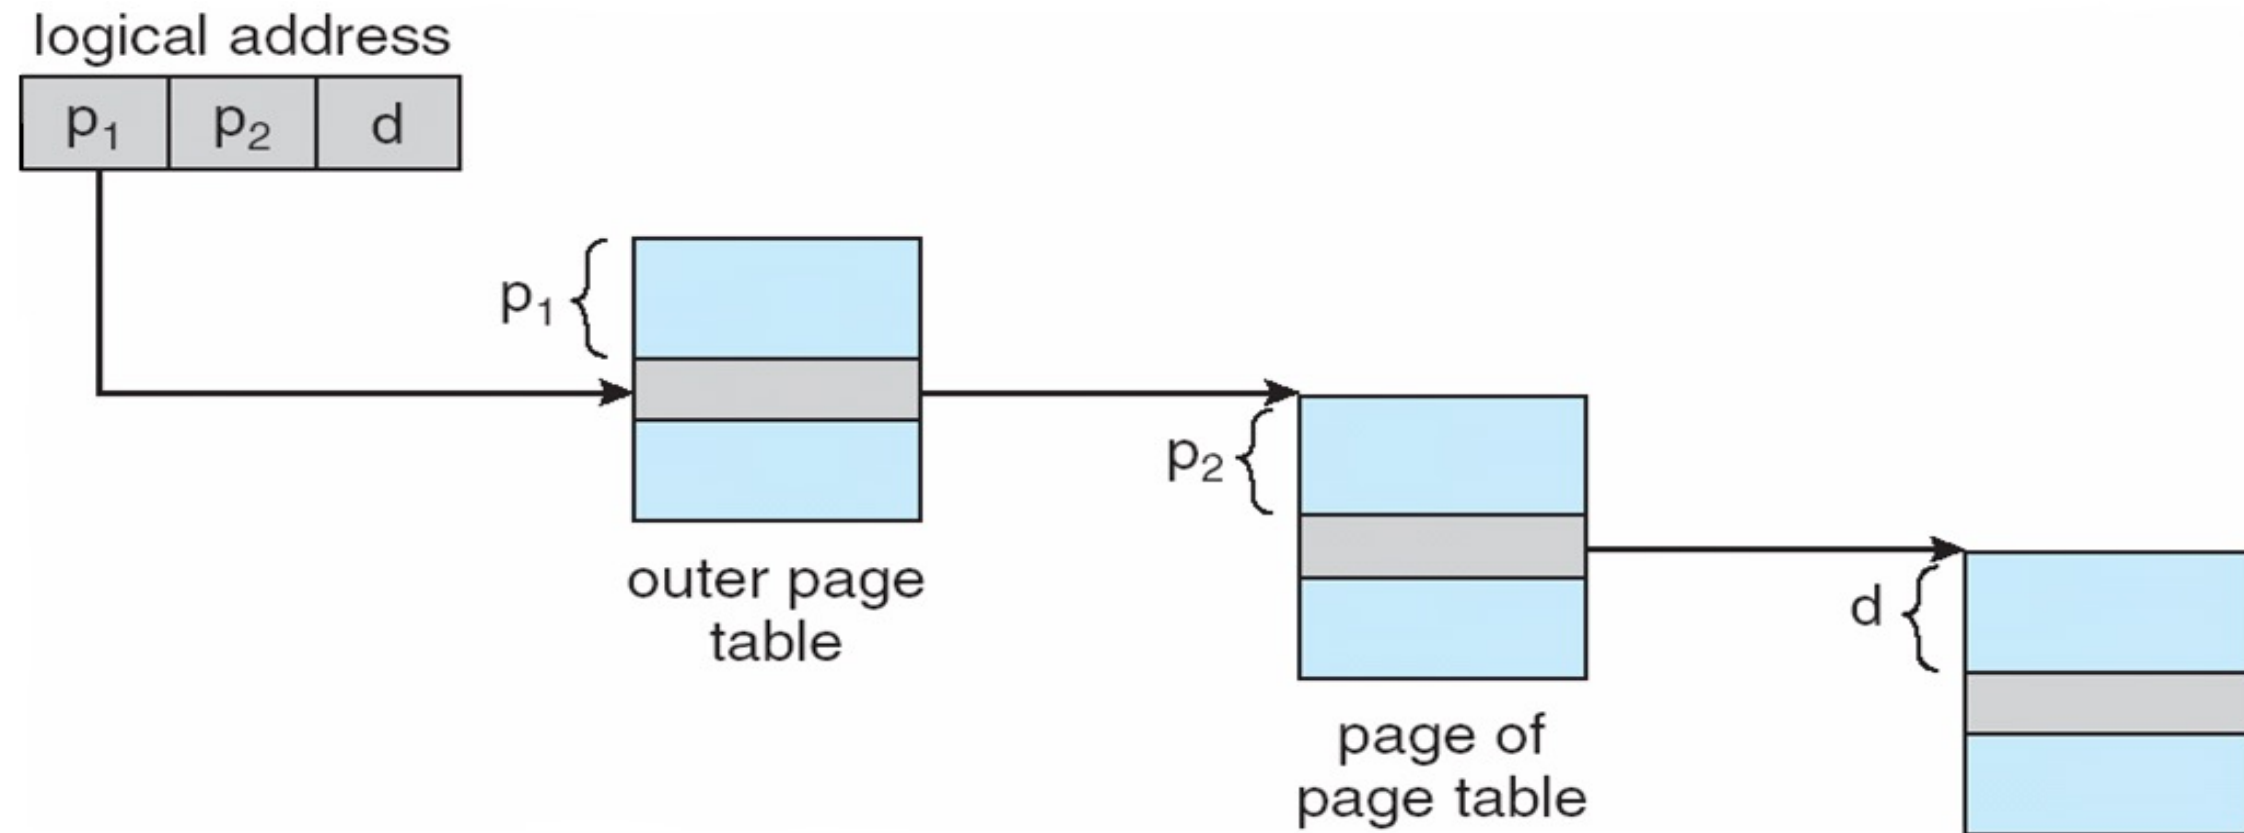 logical address
p₁ p₂ d
p₁
outer page
table
p₂
page of
page table
d